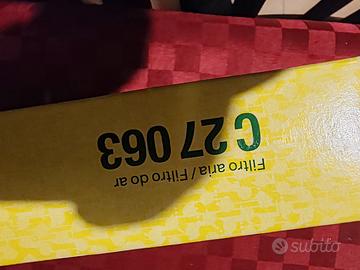 C 27 063
Filtro aria / Filtro do ar
subito